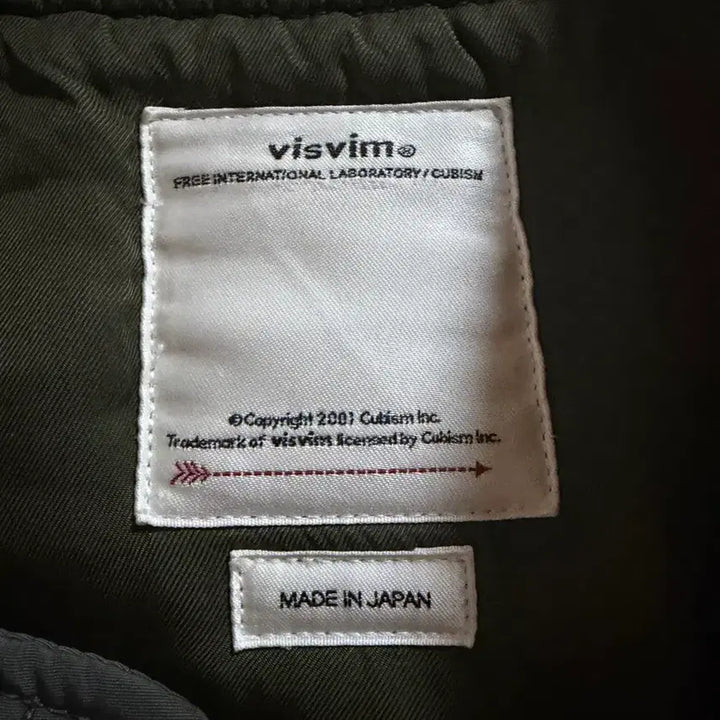 visvim®
FREE INTERNATIONAL LABORATORY / CUBISM
©Copyright 2001 Cubism Inc.
Trademark of visvim licensed by Cubism Inc.
MADE IN JAPAN